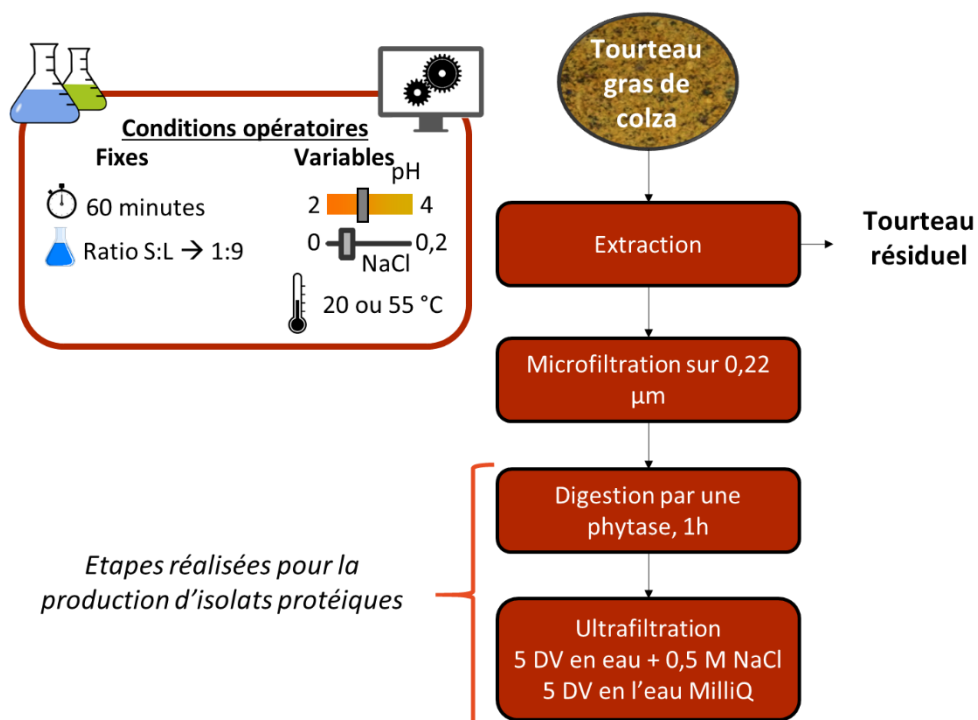 Tourteau
gras de
colza
Conditions opératoires
Fixes
Variables
pH
60 minutes
2
4
Ratio S:L → 1:9
0
0,2
NaCl
20 ou 55 °C
Extraction
Tourteau
résiduel
Microfiltration sur 0,22
µm
Digestion par une
phytase, 1h
Etapes réalisées pour la
production d’isolats protéiques
Ultrafiltration
5 DV en eau + 0,5 M NaCl
5 DV en l’eau MilliQ